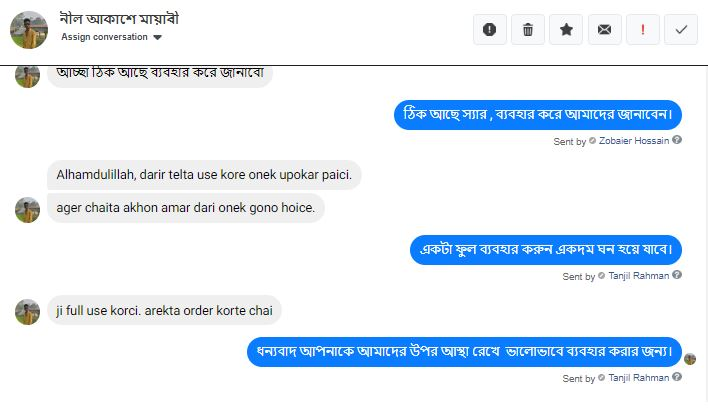 নীল আকাশে মায়াবী
Assign conversation
আচ্ছা ঠিক আছে ব্যবহার করে জানাবো
ঠিক আছে স্যার , ব্যবহার করে আমাদের জানাবেন।
Sent by Zobaier Hossain
Alhamdulillah, darir telta use kore onek upokar paici.
ager chaita akhon amar dari onek gono hoice.
একটা ফুল ব্যবহার করুন একদম ঘন হয়ে যাবে।
Sent by Tanjil Rahman
ji full use korci. arekta order korte chai
ধন্যবাদ আপনাকে আমাদের উপর আস্থা রেখে ভালোভাবে ব্যবহার করার জন্য।
Sent by Tanjil Rahman